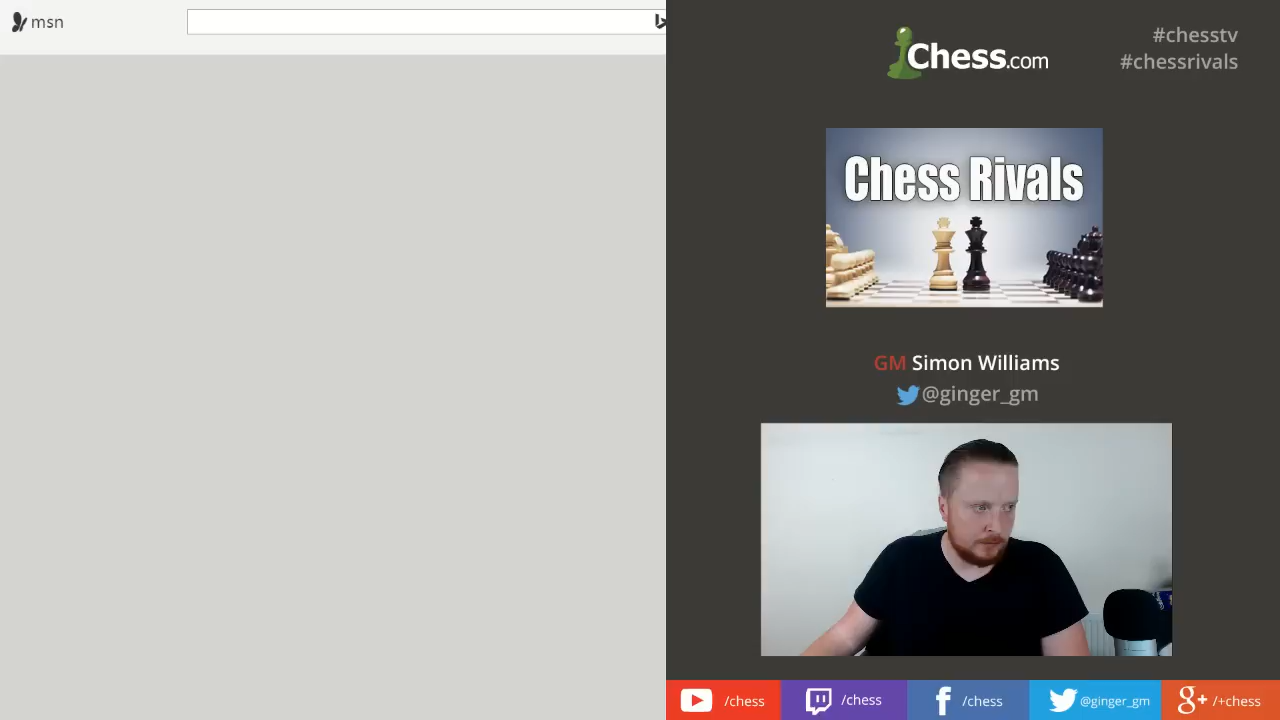 msn
Chess.com
#chesstv
#chessrivals
Chess Rivals
GM Simon Williams
@ginger_gm
/chess
/chess
/chess
@ginger_gm
g+ /+chess